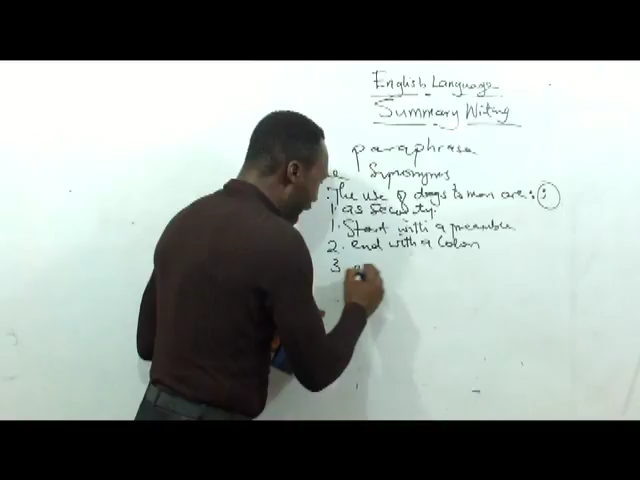 English Language
Summary Writing
paraphrase
Synonyms
The use of dogs to man are:
1. as security.
1. Start with a preamble
2. end with a Colon
3